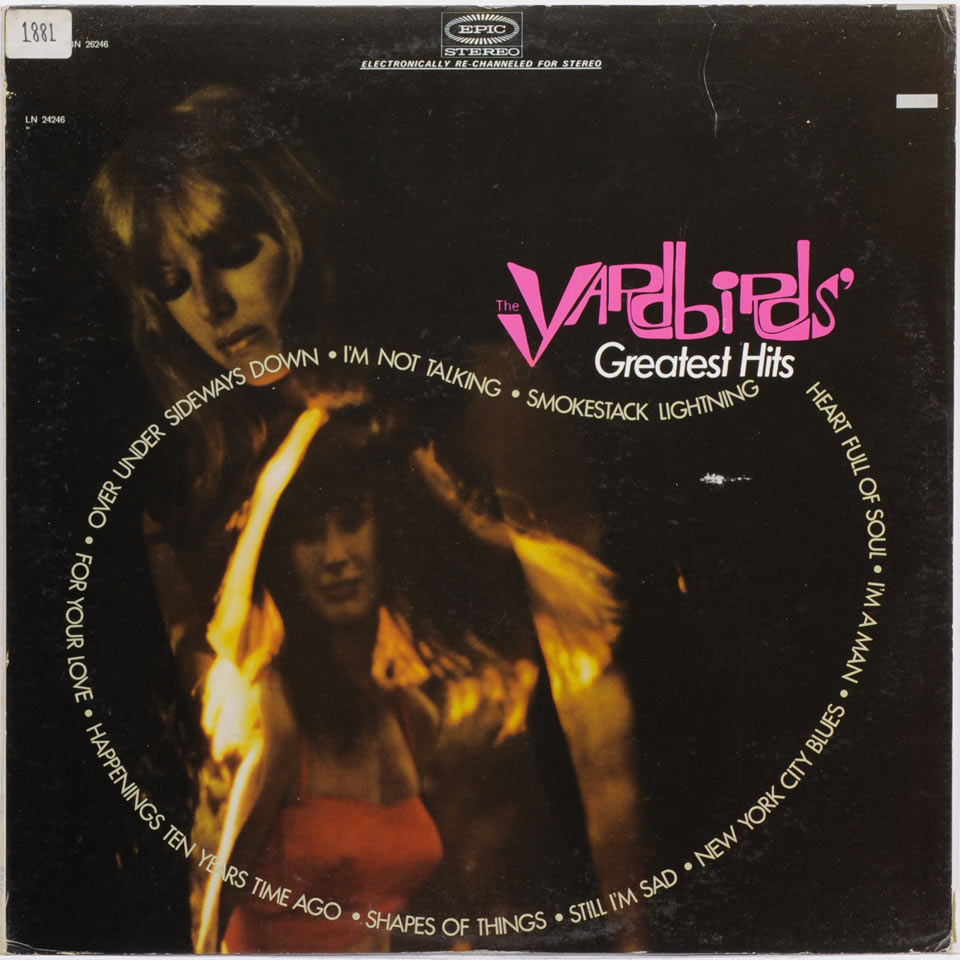 1881
N 26246
EPIC
STEREO
ELECTRONICALLY RE-CHANNELED FOR STEREO
LN 24246
The YARDbiRds'
Greatest Hits
HEART FULL OF SOUL • I'M A MAN • NEW YORK CITY BLUES • STILL I'M SAD • SHAPES OF THINGS • HAPPENINGS TEN YEARS TIME AGO • FOR YOUR LOVE • OVER UNDER SIDEWAYS DOWN • I'M NOT TALKING • SMOKESTACK LIGHTNING